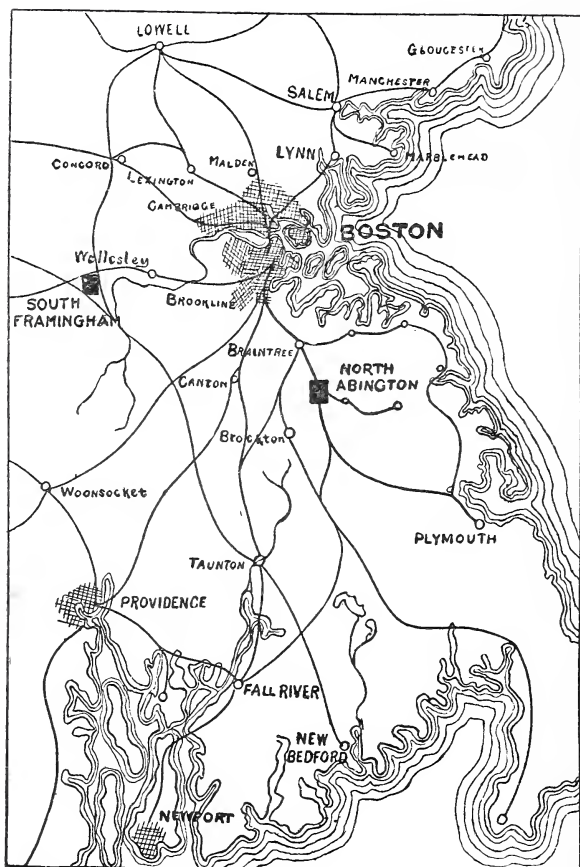 LOWELL
GLOUCESTER
MANCHESTER
SALEM
LYNN
MARBLEHEAD
CONCORD
LEXINGTON
MALDEN
CAMBRIDGE
BOSTON
Wellesley
SOUTH
FRAMINGHAM
BROOKLINE
BRAINTREE
NORTH
ABINGTON
CANTON
BROCKTON
WOONSOCKET
PLYMOUTH
TAUNTON
PROVIDENCE
FALL RIVER
NEW
BEDFORD
NEWPORT